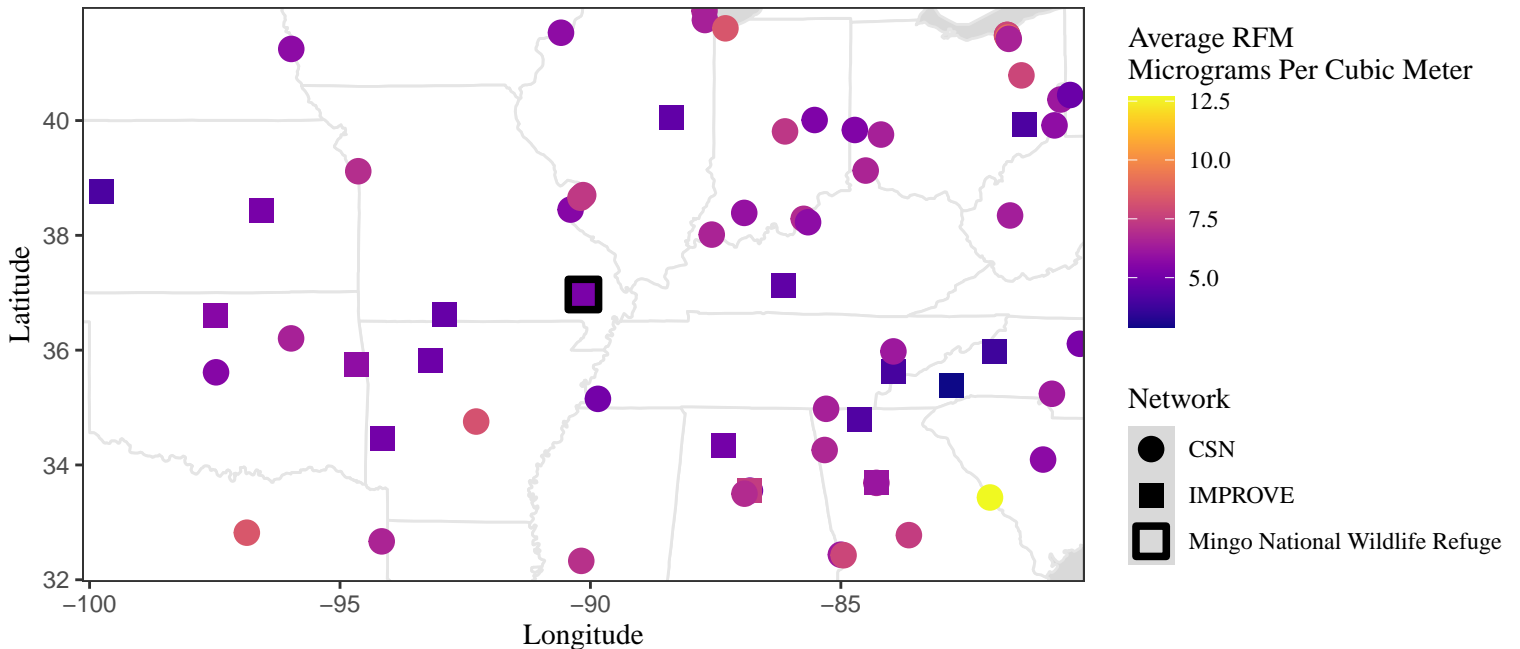 Latitude
40
38
36
34
32
−100
−95
−90
−85
Longitude
Average RFM
Micrograms Per Cubic Meter
12.5
10.0
7.5
5.0
Network
CSN
IMPROVE
Mingo National Wildlife Refuge